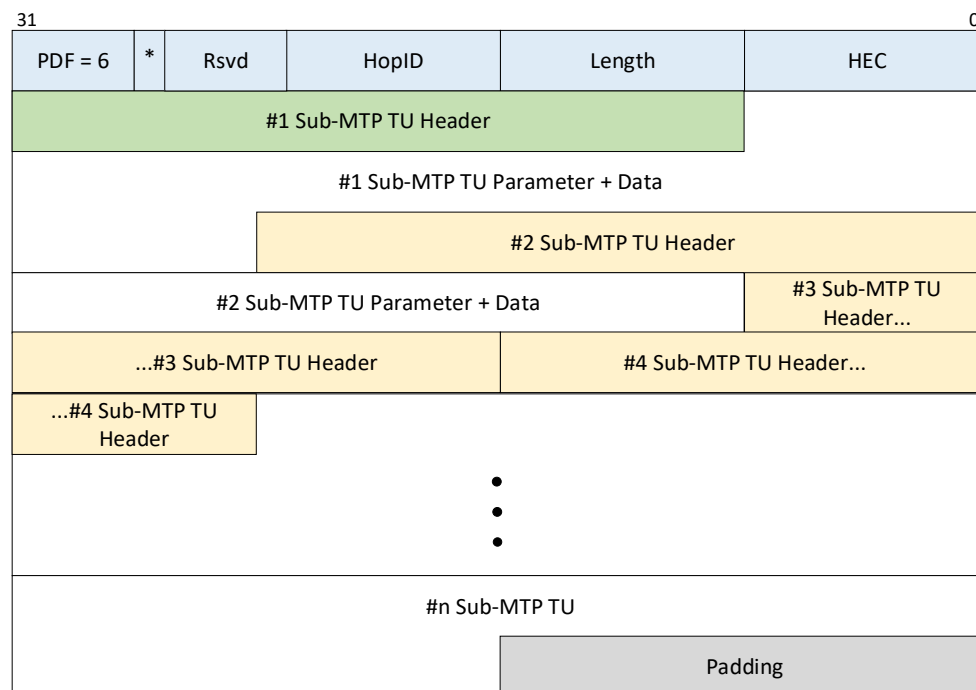 31 0
PDF = 6 * Rsvd HopID Length HEC
#1 Sub-MTP TU Header
#1 Sub-MTP TU Parameter + Data
#2 Sub-MTP TU Header
#2 Sub-MTP TU Parameter + Data
#3 Sub-MTP TU
Header...
...#3 Sub-MTP TU Header
#4 Sub-MTP TU Header...
...#4 Sub-MTP TU
Header
#n Sub-MTP TU
Padding